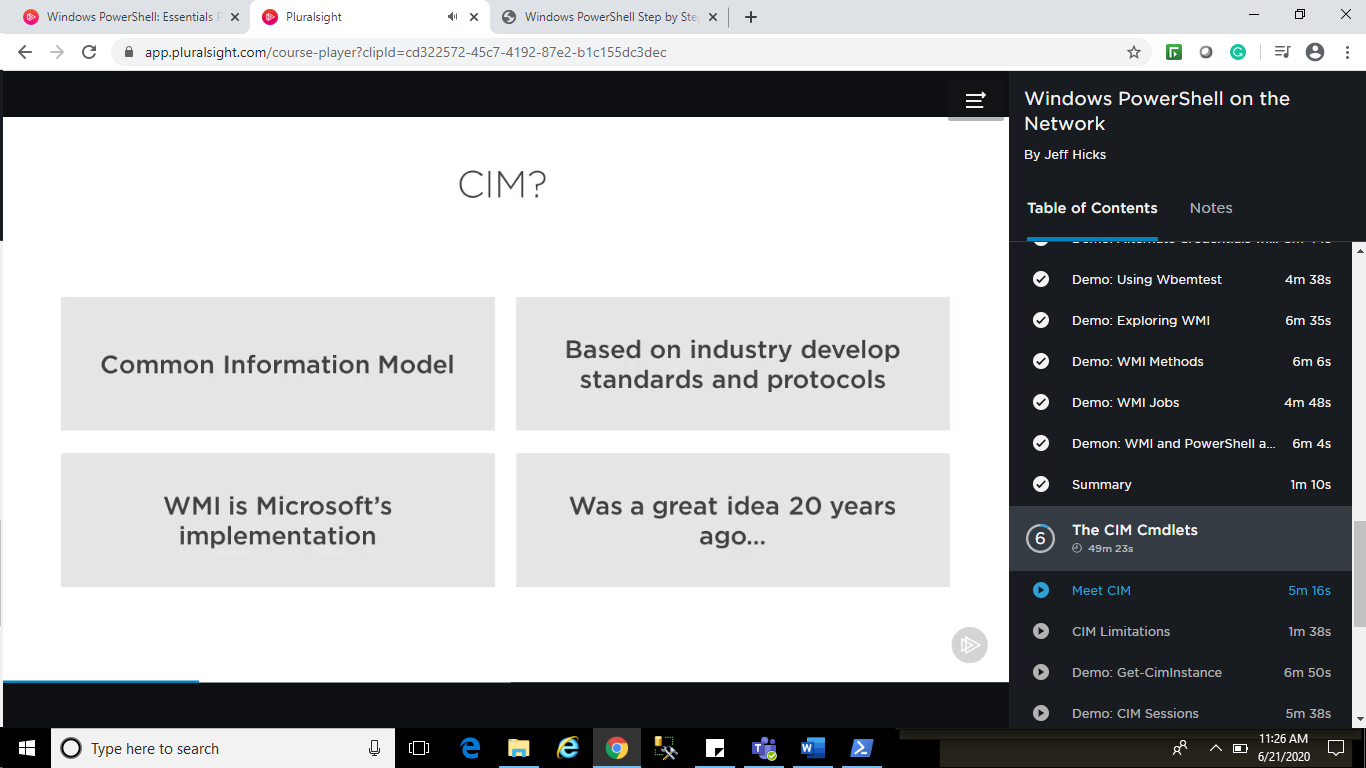 Windows PowerShell: Essentials P
Pluralsight
Windows PowerShell Step by Ste
app.pluralsight.com/course-player?clipId=cd322572-45c7-4192-87e2-b1c155dc3dec
CIM?
Common Information Model
Based on industry develop
standards and protocols
WMI is Microsoft's
implementation
Was a great idea 20 years
ago...
Windows PowerShell on the
Network
By Jeff Hicks
Table of Contents
Notes
Demo: Using Wbemtest 4m 38s
Demo: Exploring WMI 6m 35s
Demo: WMI Methods 6m 6s
Demo: WMI Jobs 4m 48s
Demon: WMI and PowerShell a... 6m 4s
Summary 1m 10s
6 The CIM Cmdlets
49m 23s
Meet CIM 5m 16s
CIM Limitations 1m 38s
Demo: Get-CimInstance 6m 50s
Demo: CIM Sessions 5m 38s
Type here to search
11:26 AM
6/21/2020